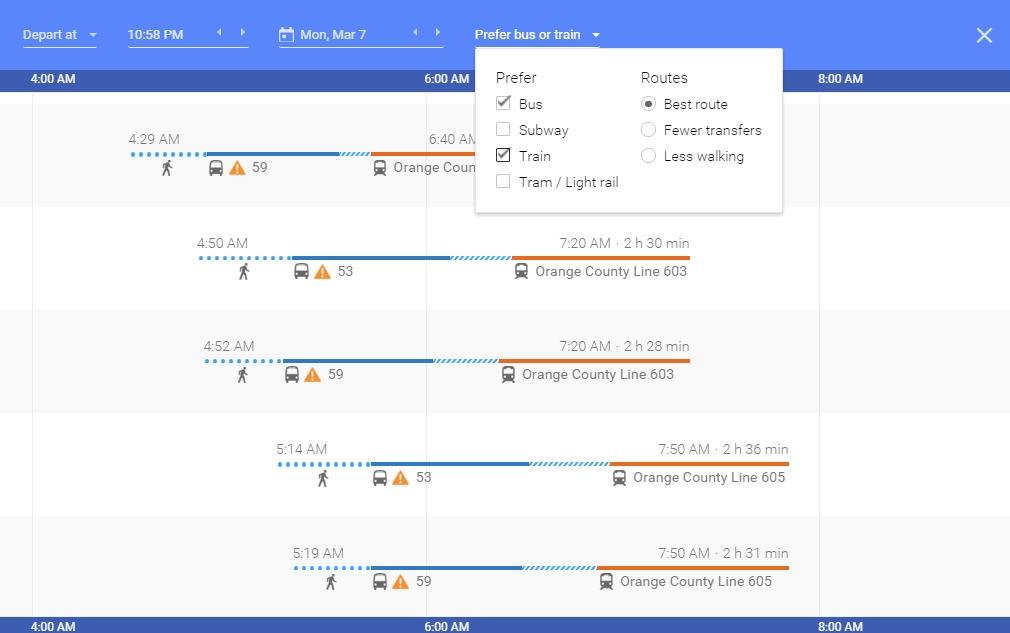 Depart at
10:58 PM
Mon, Mar 7
Prefer bus or train
4:00 AM
6:00 AM
8:00 AM
Prefer
Bus
Subway
Train
Tram / Light rail
Routes
Best route
Fewer transfers
Less walking
4:29 AM
6:40 AM
59
Orange Coun
4:50 AM
7:20 AM · 2 h 30 min
53
Orange County Line 603
4:52 AM
7:20 AM · 2 h 28 min
59
Orange County Line 603
5:14 AM
7:50 AM · 2 h 36 min
53
Orange County Line 605
5:19 AM
7:50 AM · 2 h 31 min
59
Orange County Line 605
4:00 AM
6:00 AM
8:00 AM